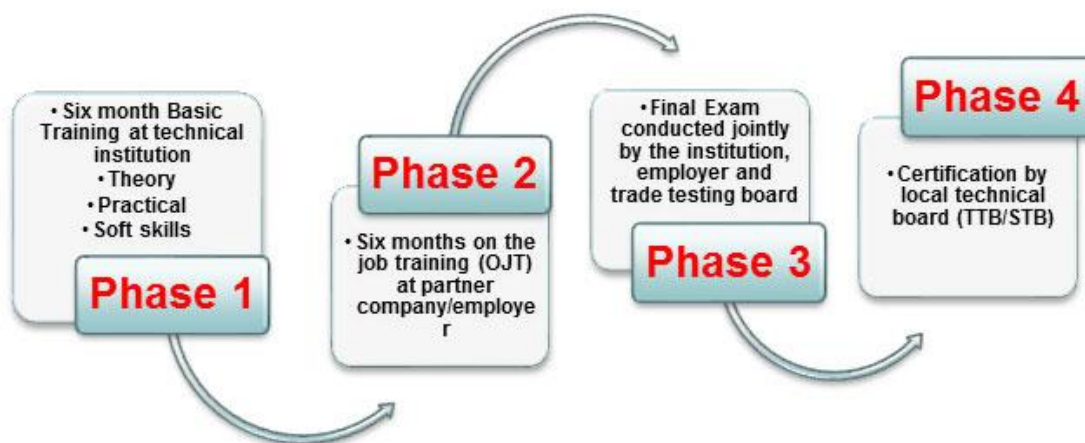 • Six month Basic
Training at technical
institution
• Theory
• Practical
• Soft skills
Phase 1
Phase 2
• Six months on the
job training (OJT)
at partner
company/employe
r
• Final Exam
conducted jointly
by the institution,
employer and
trade testing board
Phase 3
Phase 4
• Certification by
local technical
board (TTB/STB)